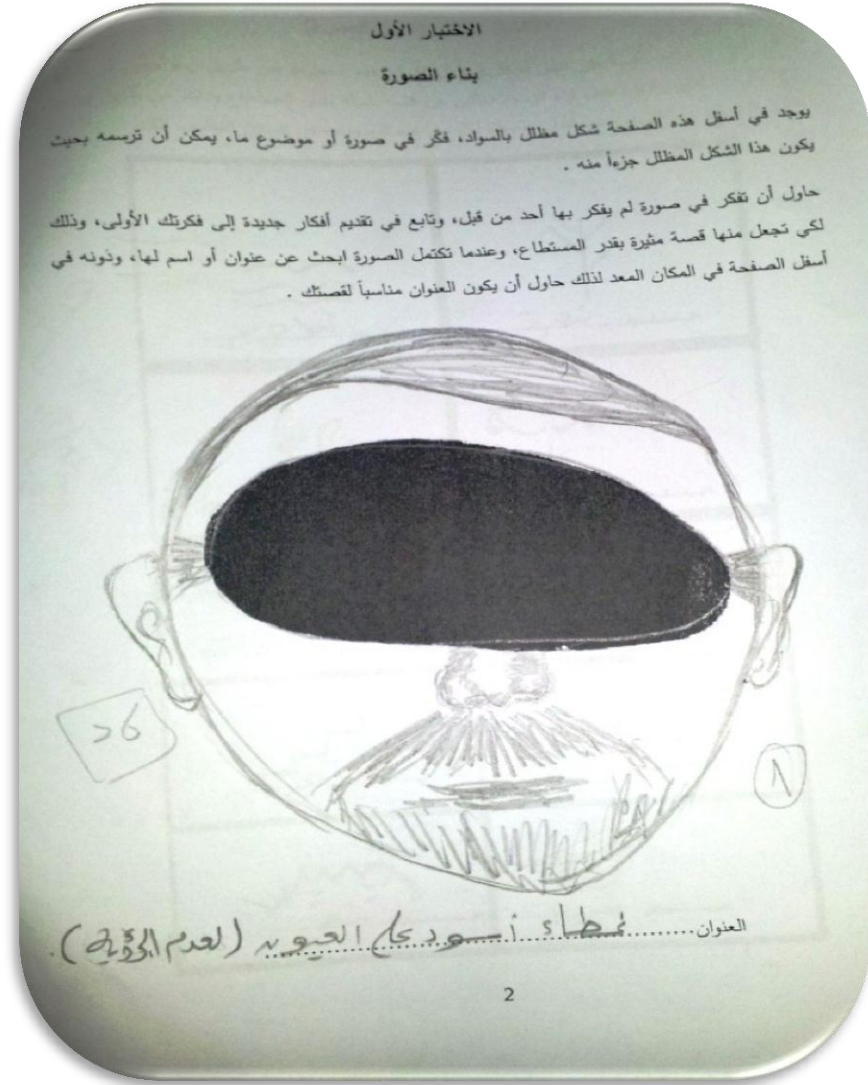 الاختبار الأول
بناء الصورة
يوجد في أسفل هذه الصفحة شكل مظلل بالسواد، فكّر في صورة أو موضوع ما، يمكن أن ترسمه بحيث
يكون هذا الشكل المظلل جزءاً منه .
حاول أن تفكر في صورة لم يفكر بها أحد من قبل، وتابع في تقديم أفكار جديدة إلى فكرتك الأولى، وذلك
لكي تجعل منها قصة مثيرة بقدر المستطاع، وعندما تكتمل الصورة ابحث عن عنوان أو اسم لها، ودونه في
أسفل الصفحة في المكان المعد لذلك حاول أن يكون العنوان مناسباً لقصتك .
٨
العنوان غطاء أسود على العيون (لعدم الرؤية).
2